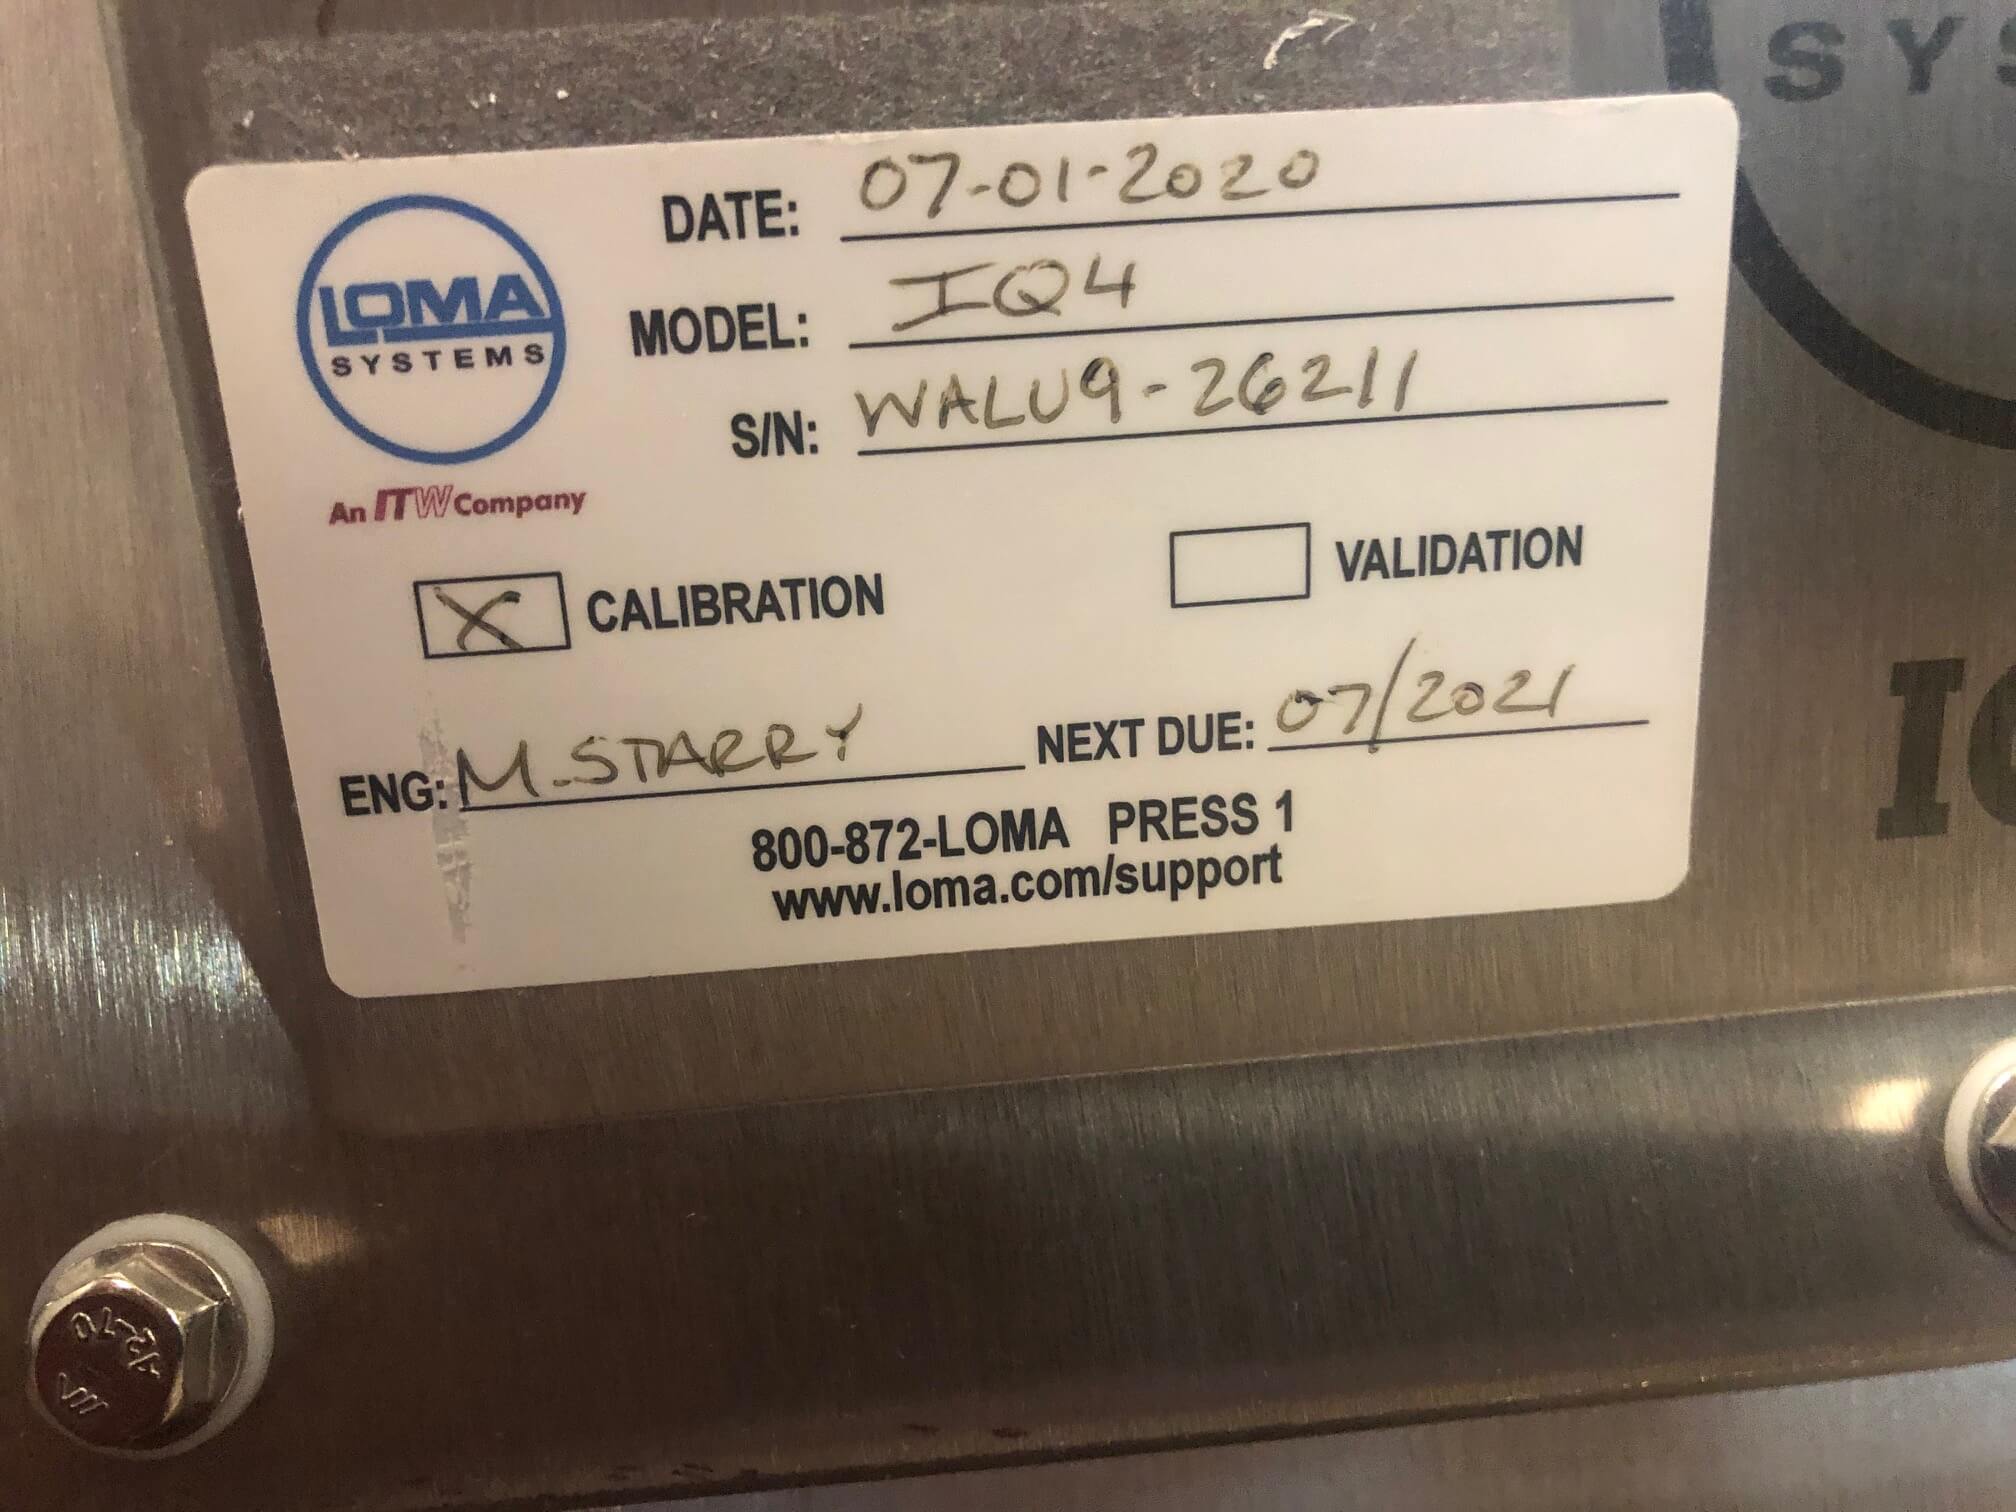 SYS
LOMA
SYSTEMS
An ITW Company
DATE: 07-01-2020
MODEL: IQ4
S/N: WALU9-26211
X CALIBRATION
VALIDATION
ENG: M. STARRY NEXT DUE: 07/2021
800-872-LOMA PRESS 1
www.loma.com/support